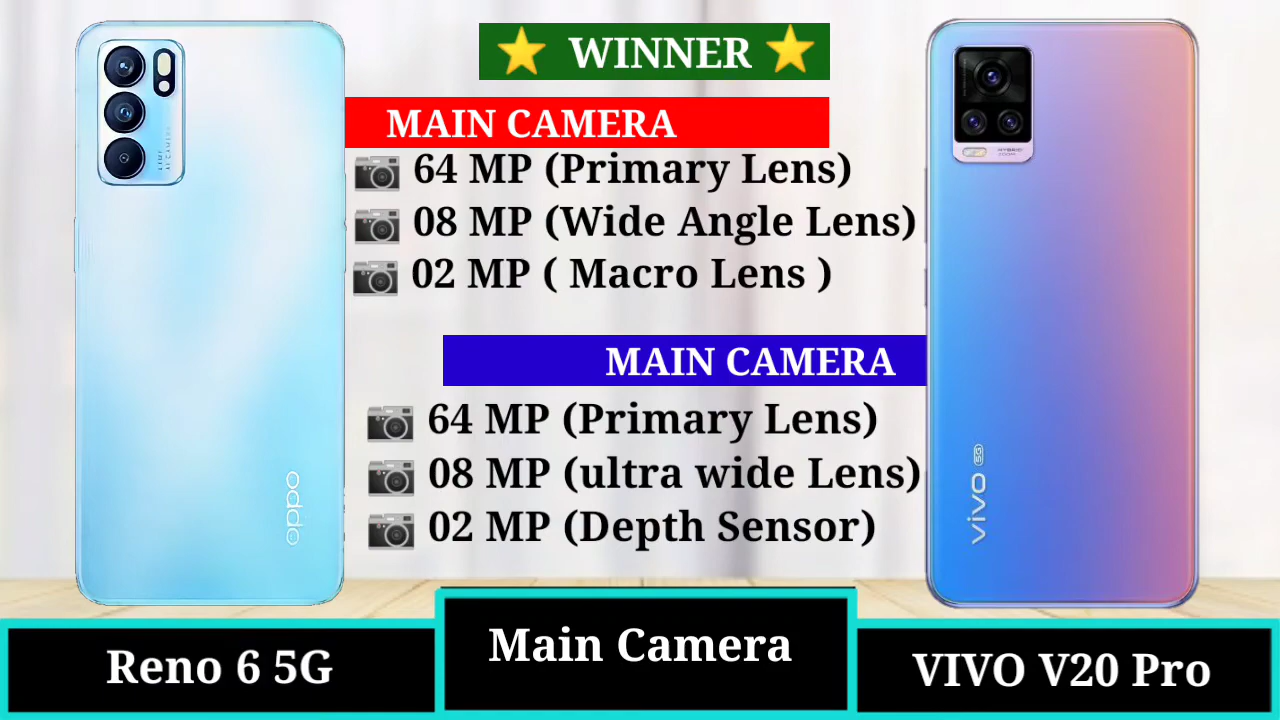 WINNER
MAIN CAMERA
64 MP (Primary Lens)
08 MP (Wide Angle Lens)
02 MP ( Macro Lens )
MAIN CAMERA
64 MP (Primary Lens)
08 MP (ultra wide Lens)
02 MP (Depth Sensor)
oppo
vivo 5G
Reno 6 5G
Main Camera
VIVO V20 Pro